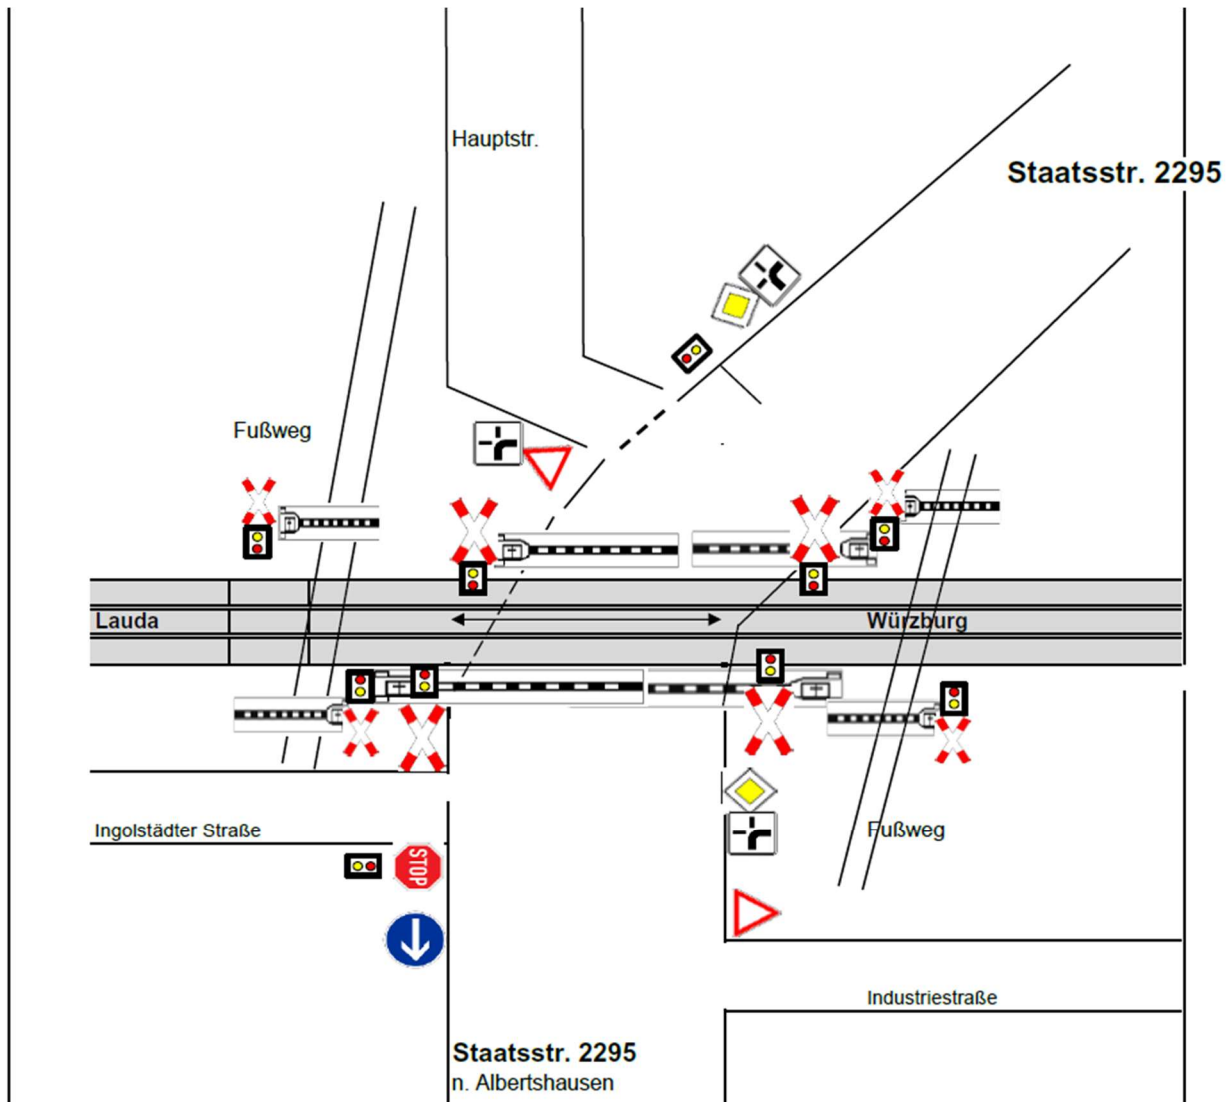 Hauptstr.
Staatsstr. 2295
Fußweg
Lauda
Würzburg
Ingolstädter Straße
STOP
Fußweg
Industriestraße
Staatsstr. 2295
n. Albertshausen